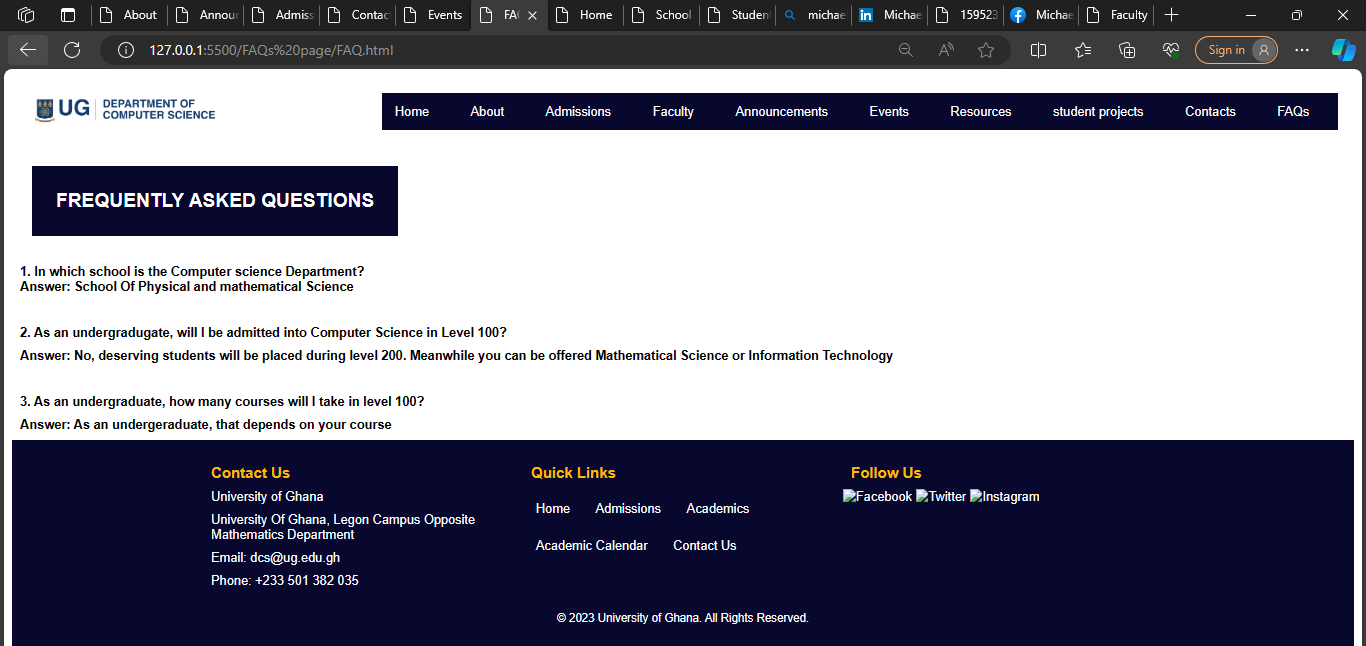 About Annour Admiss Contac Events FA Home School Studen michae Michae 159523 Michae Faculty
127.0.0.1:5500/FAQs%20page/FAQ.html Sign in
UG DEPARTMENT OF
COMPUTER SCIENCE
Home About Admissions Faculty Announcements Events Resources student projects Contacts FAQs
FREQUENTLY ASKED QUESTIONS
1. In which school is the Computer science Department?
Answer: School Of Physical and mathematical Science
2. As an undergradugate, will I be admitted into Computer Science in Level 100?
Answer: No, deserving students will be placed during level 200. Meanwhile you can be offered Mathematical Science or Information Technology
3. As an undergraduate, how many courses will I take in level 100?
Answer: As an undergeraduate, that depends on your course
Contact Us
University of Ghana
University Of Ghana, Legon Campus Opposite
Mathematics Department
Email: dcs@ug.edu.gh
Phone: +233 501 382 035
Quick Links
Home Admissions Academics
Academic Calendar Contact Us
Follow Us
Facebook Twitter Instagram
© 2023 University of Ghana. All Rights Reserved.